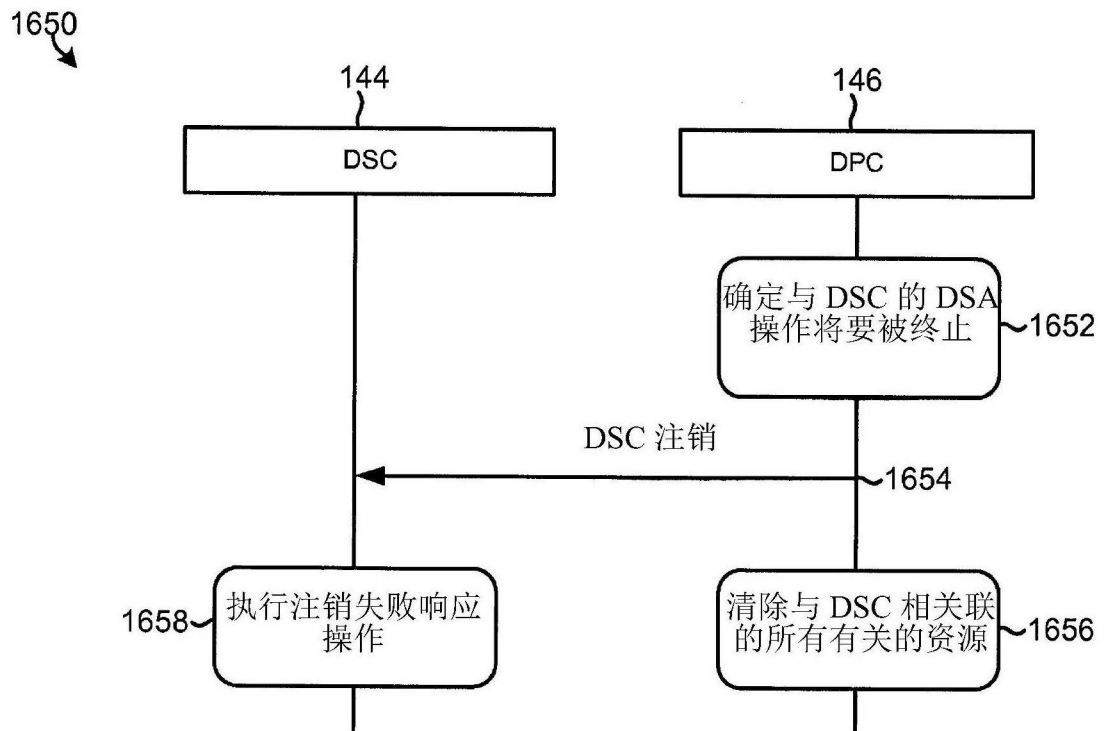 1650
144
146
DSC
DPC
确定与 DSC 的 DSA
操作将要被终止
1652
DSC 注销
1654
执行注销失败响应
操作
1658
清除与 DSC 相关联
的所有有关的资源
1656